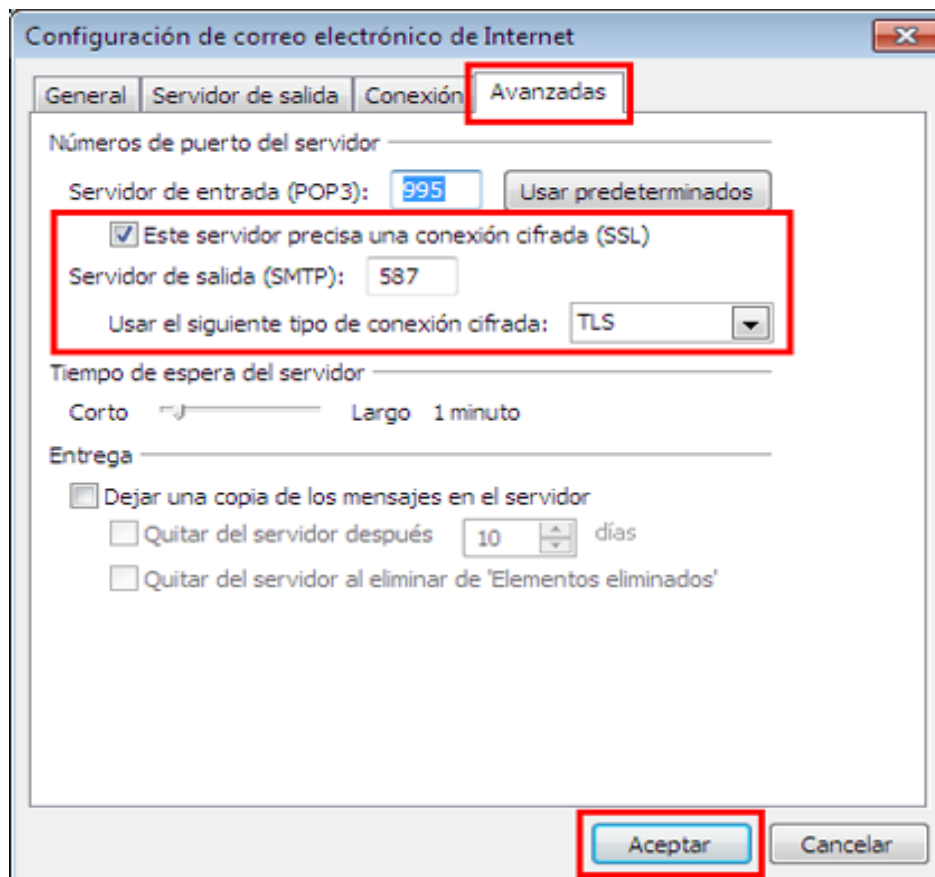 Configuración de correo electrónico de Internet
General Servidor de salida Conexión Avanzadas
Números de puerto del servidor
Servidor de entrada (POP3): 995 Usar predeterminados
Este servidor precisa una conexión cifrada (SSL)
Servidor de salida (SMTP): 587
Usar el siguiente tipo de conexión cifrada: TLS
Tiempo de espera del servidor
Corto Largo 1 minuto
Entrega
Dejar una copia de los mensajes en el servidor
Quitar del servidor después 10 días
Quitar del servidor al eliminar de 'Elementos eliminados'
Aceptar Cancelar